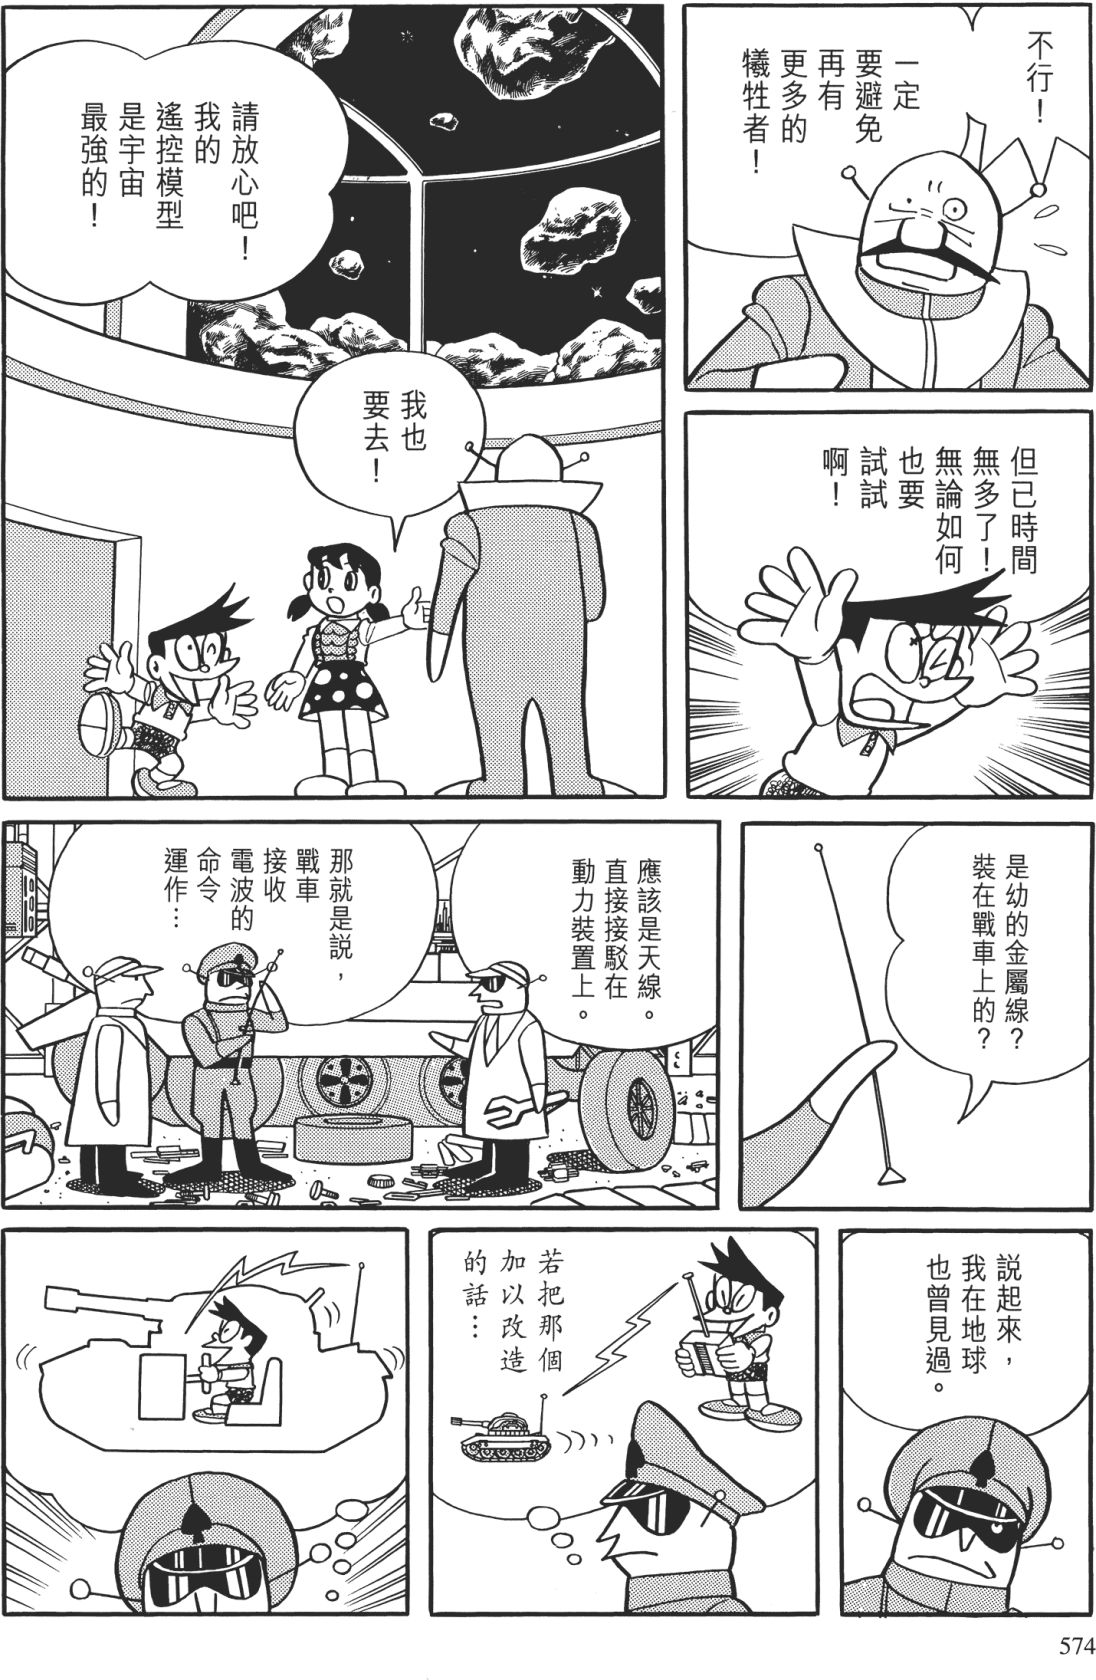 不行！
一定
要避免
再有
更多的
犧牲者！
但已時間
無多了！
無論如何
也要
試試
啊！
請放心吧！
我的
遙控模型
是宇宙
最強的！
我也
要去！
是幼的金屬線？
裝在戰車上的？
應該是天線。
直接接駁在
動力裝置上。
那就是説，
戰車
接收
電波的
命令
運作…
説起來，
我在地球
也曾見過。
若把那個
加以改造
的話…
574